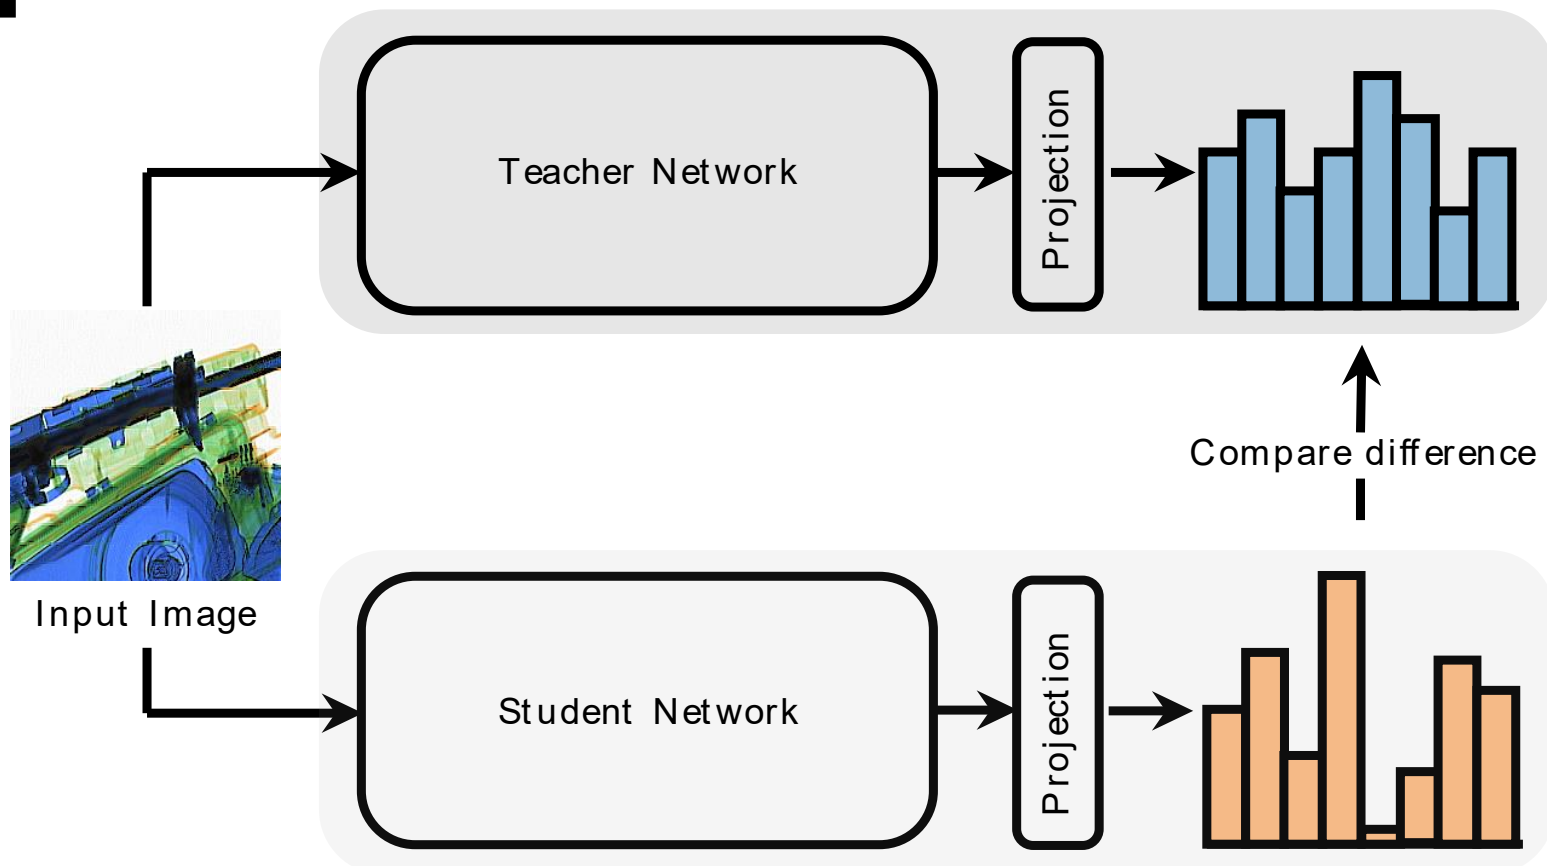 Teacher Network
Projection
Compare difference
Input Image
Student Network
Projection